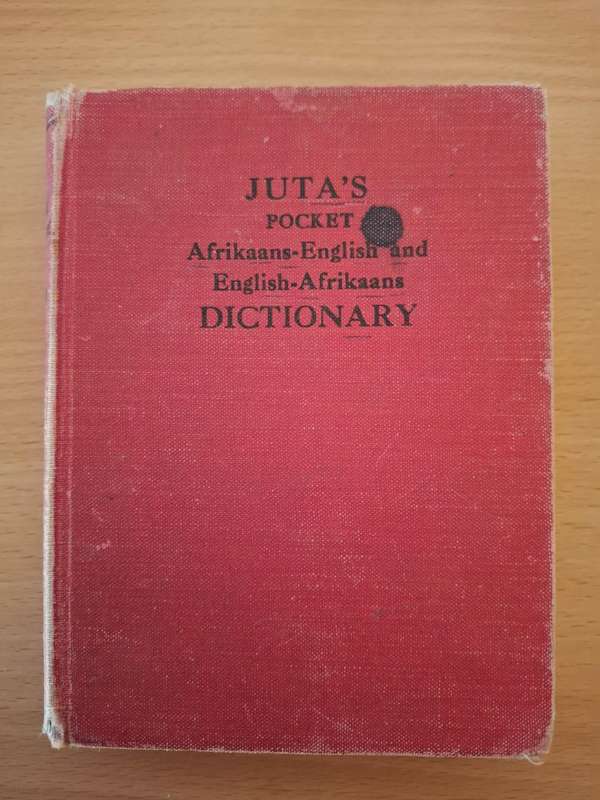 JUTA'S
POCKET
Afrikaans-English and
English-Afrikaans
DICTIONARY